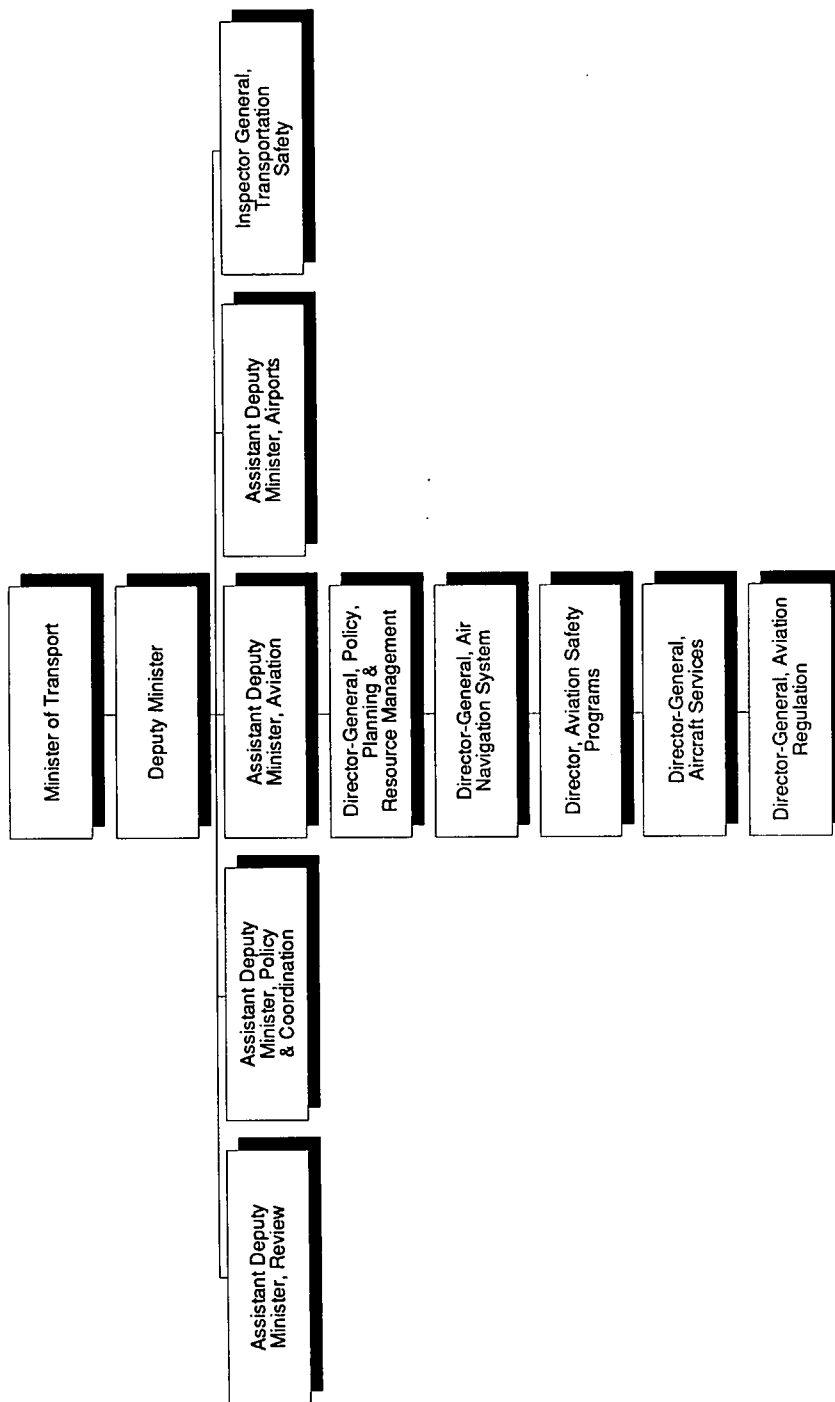 Minister of Transport
Deputy Minister
Assistant Deputy
Minister, Review
Assistant Deputy
Minister, Policy
& Coordination
Assistant Deputy
Minister, Aviation
Assistant Deputy
Minister, Airports
Inspector General,
Transportation
Safety
Director-General, Policy,
Planning &
Resource Management
Director-General, Air
Navigation System
Director, Aviation Safety
Programs
Director-General,
Aircraft Services
Director-General, Aviation
Regulation